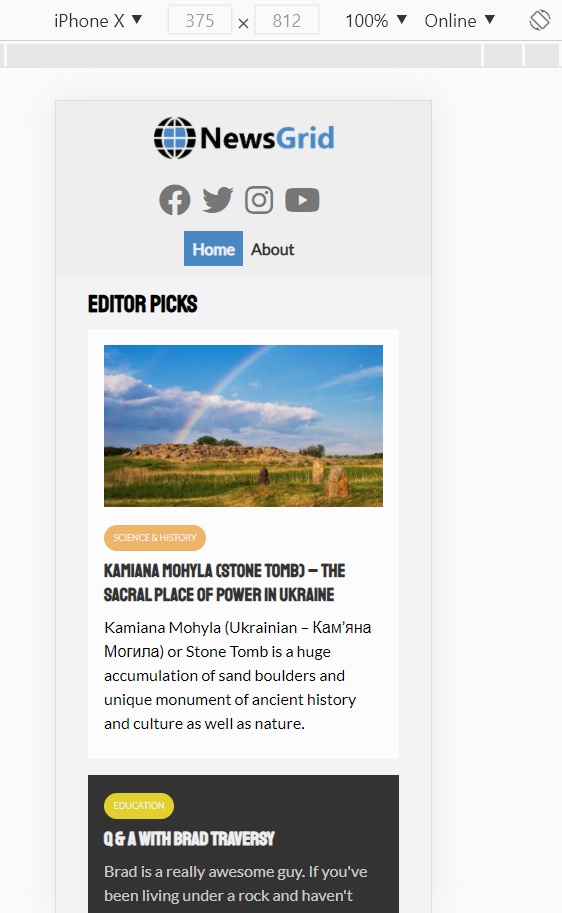 iPhone X ▼ 375 × 812 100% ▼ Online ▼
NewsGrid
Home About
EDITOR PICKS
SCIENCE & HISTORY
KAMIANA MOHYLA (STONE TOMB) – THE
SACRAL PLACE OF POWER IN UKRAINE
Kamiana Mohyla (Ukrainian – Кам’яна
Могила) or Stone Tomb is a huge
accumulation of sand boulders and
unique monument of ancient history
and culture as well as nature.
EDUCATION
Q & A WITH BRAD TRAVERSY
Brad is a really awesome guy. If you've
been living under a rock and haven't